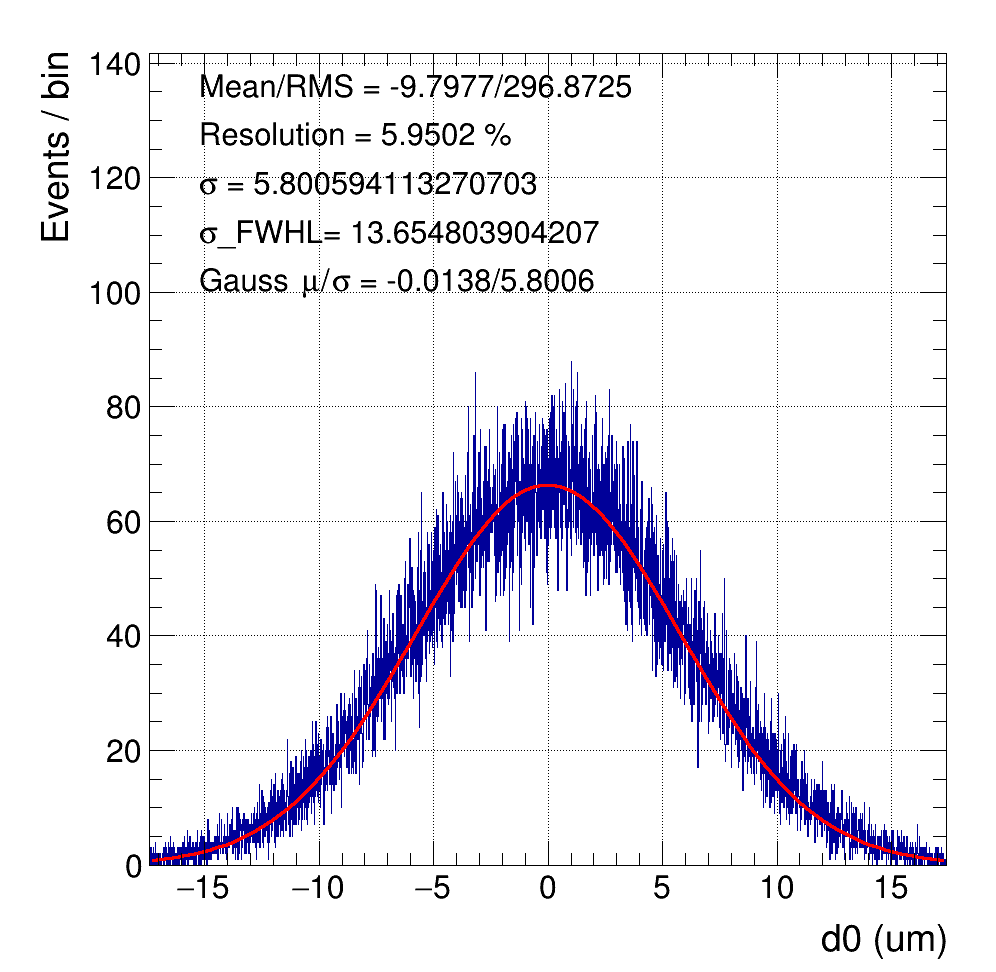 Events / bin
140
120
100
80
60
40
20
0
Mean/RMS = -9.7977/296.8725
Resolution = 5.9502 %
σ = 5.800594113270703
σ_FWHL= 13.654803904207
Gauss μ/σ = -0.0138/5.8006
−15 −10 −5 0 5 10 15
d0 (um)